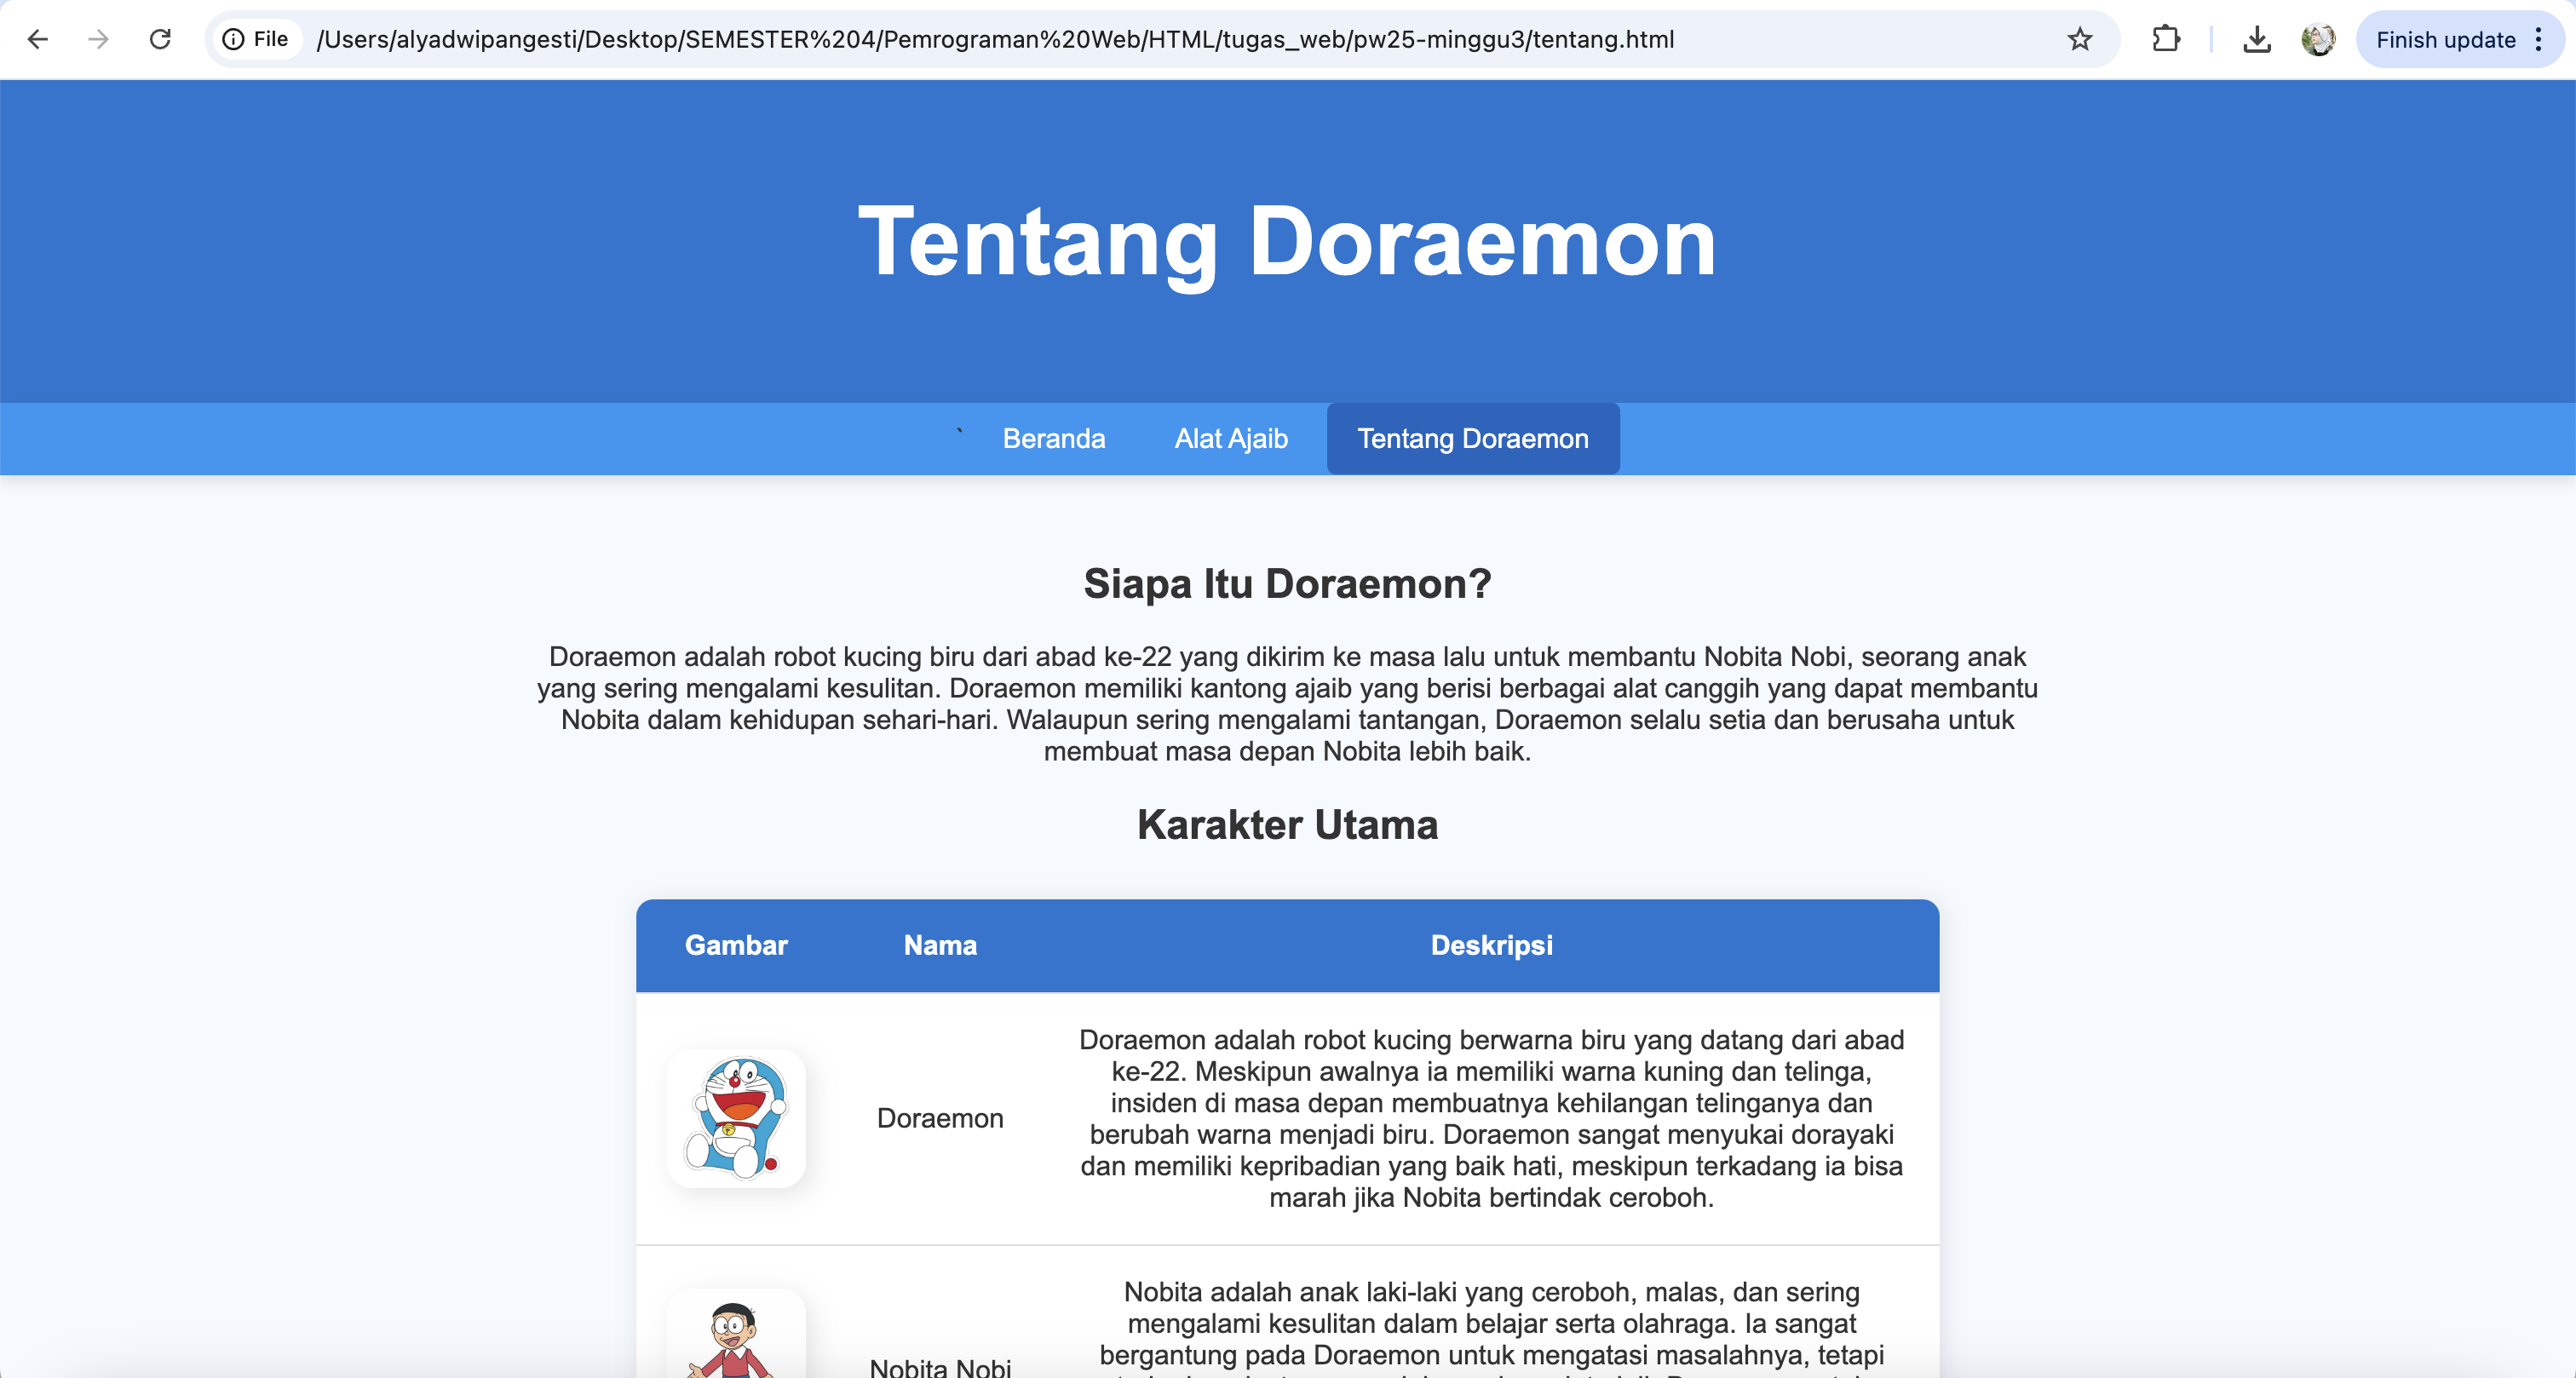 File /Users/alyadwipangesti/Desktop/SEMESTER%204/Pemrograman%20Web/HTML/tugas_web/pw25-minggu3/tentang.html Finish update
Tentang Doraemon
` Beranda Alat Ajaib Tentang Doraemon
Siapa Itu Doraemon?
Doraemon adalah robot kucing biru dari abad ke-22 yang dikirim ke masa lalu untuk membantu Nobita Nobi, seorang anak
yang sering mengalami kesulitan. Doraemon memiliki kantong ajaib yang berisi berbagai alat canggih yang dapat membantu
Nobita dalam kehidupan sehari-hari. Walaupun sering mengalami tantangan, Doraemon selalu setia dan berusaha untuk
membuat masa depan Nobita lebih baik.
Karakter Utama
Gambar Nama Deskripsi
Doraemon
Doraemon adalah robot kucing berwarna biru yang datang dari abad
ke-22. Meskipun awalnya ia memiliki warna kuning dan telinga,
insiden di masa depan membuatnya kehilangan telinganya dan
berubah warna menjadi biru. Doraemon sangat menyukai dorayaki
dan memiliki kepribadian yang baik hati, meskipun terkadang ia bisa
marah jika Nobita bertindak ceroboh.
Nobita Nobi
Nobita adalah anak laki-laki yang ceroboh, malas, dan sering
mengalami kesulitan dalam belajar serta olahraga. Ia sangat
bergantung pada Doraemon untuk mengatasi masalahnya, tetapi